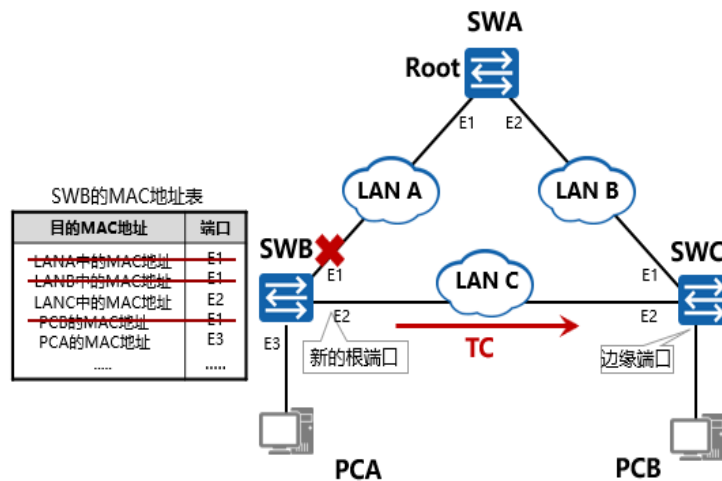 SWA
Root
E1
E2
LAN A
LAN B
SWB的MAC地址表
目的MAC地址 端口
LANA中的MAC地址 E1
LANB中的MAC地址 E1
LANC中的MAC地址 E2
PCB的MAC地址 E1
PCA的MAC地址 E3
..... .....
SWB
E1
LAN C
SWC
E1
E2
E2
E3
新的根端口
TC
边缘端口
PCA
PCB